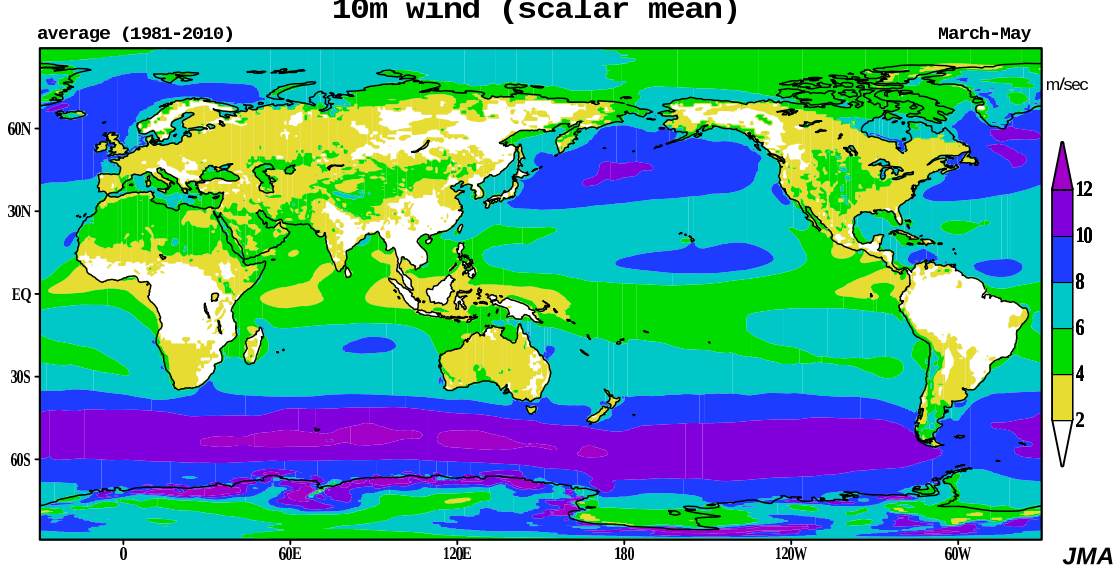 10m wind (scalar mean)
average (1981-2010) March-May
m/sec
60N
30N
EQ
30S
60S
0 60E 120E 180 120W 60W
12
10
8
6
4
2
JMA